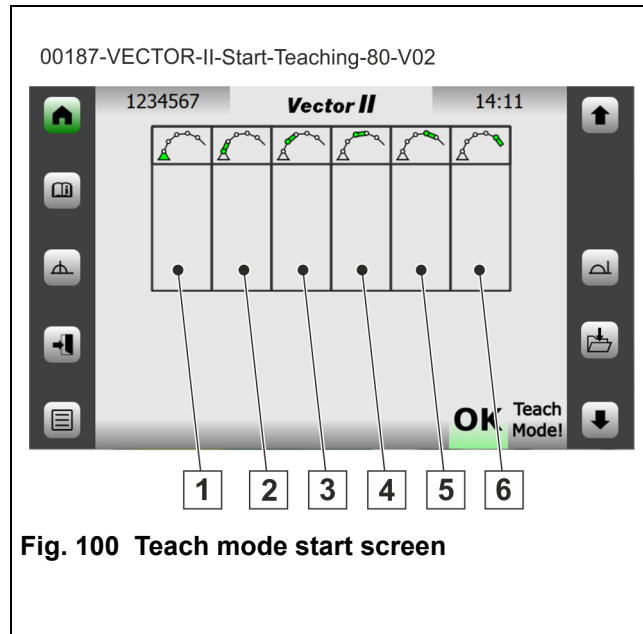 00187-VECTOR-II-Start-Teaching-80-V02
1234567 Vector II 14:11
OK Teach Mode!
1 2 3 4 5 6
Fig. 100 Teach mode start screen